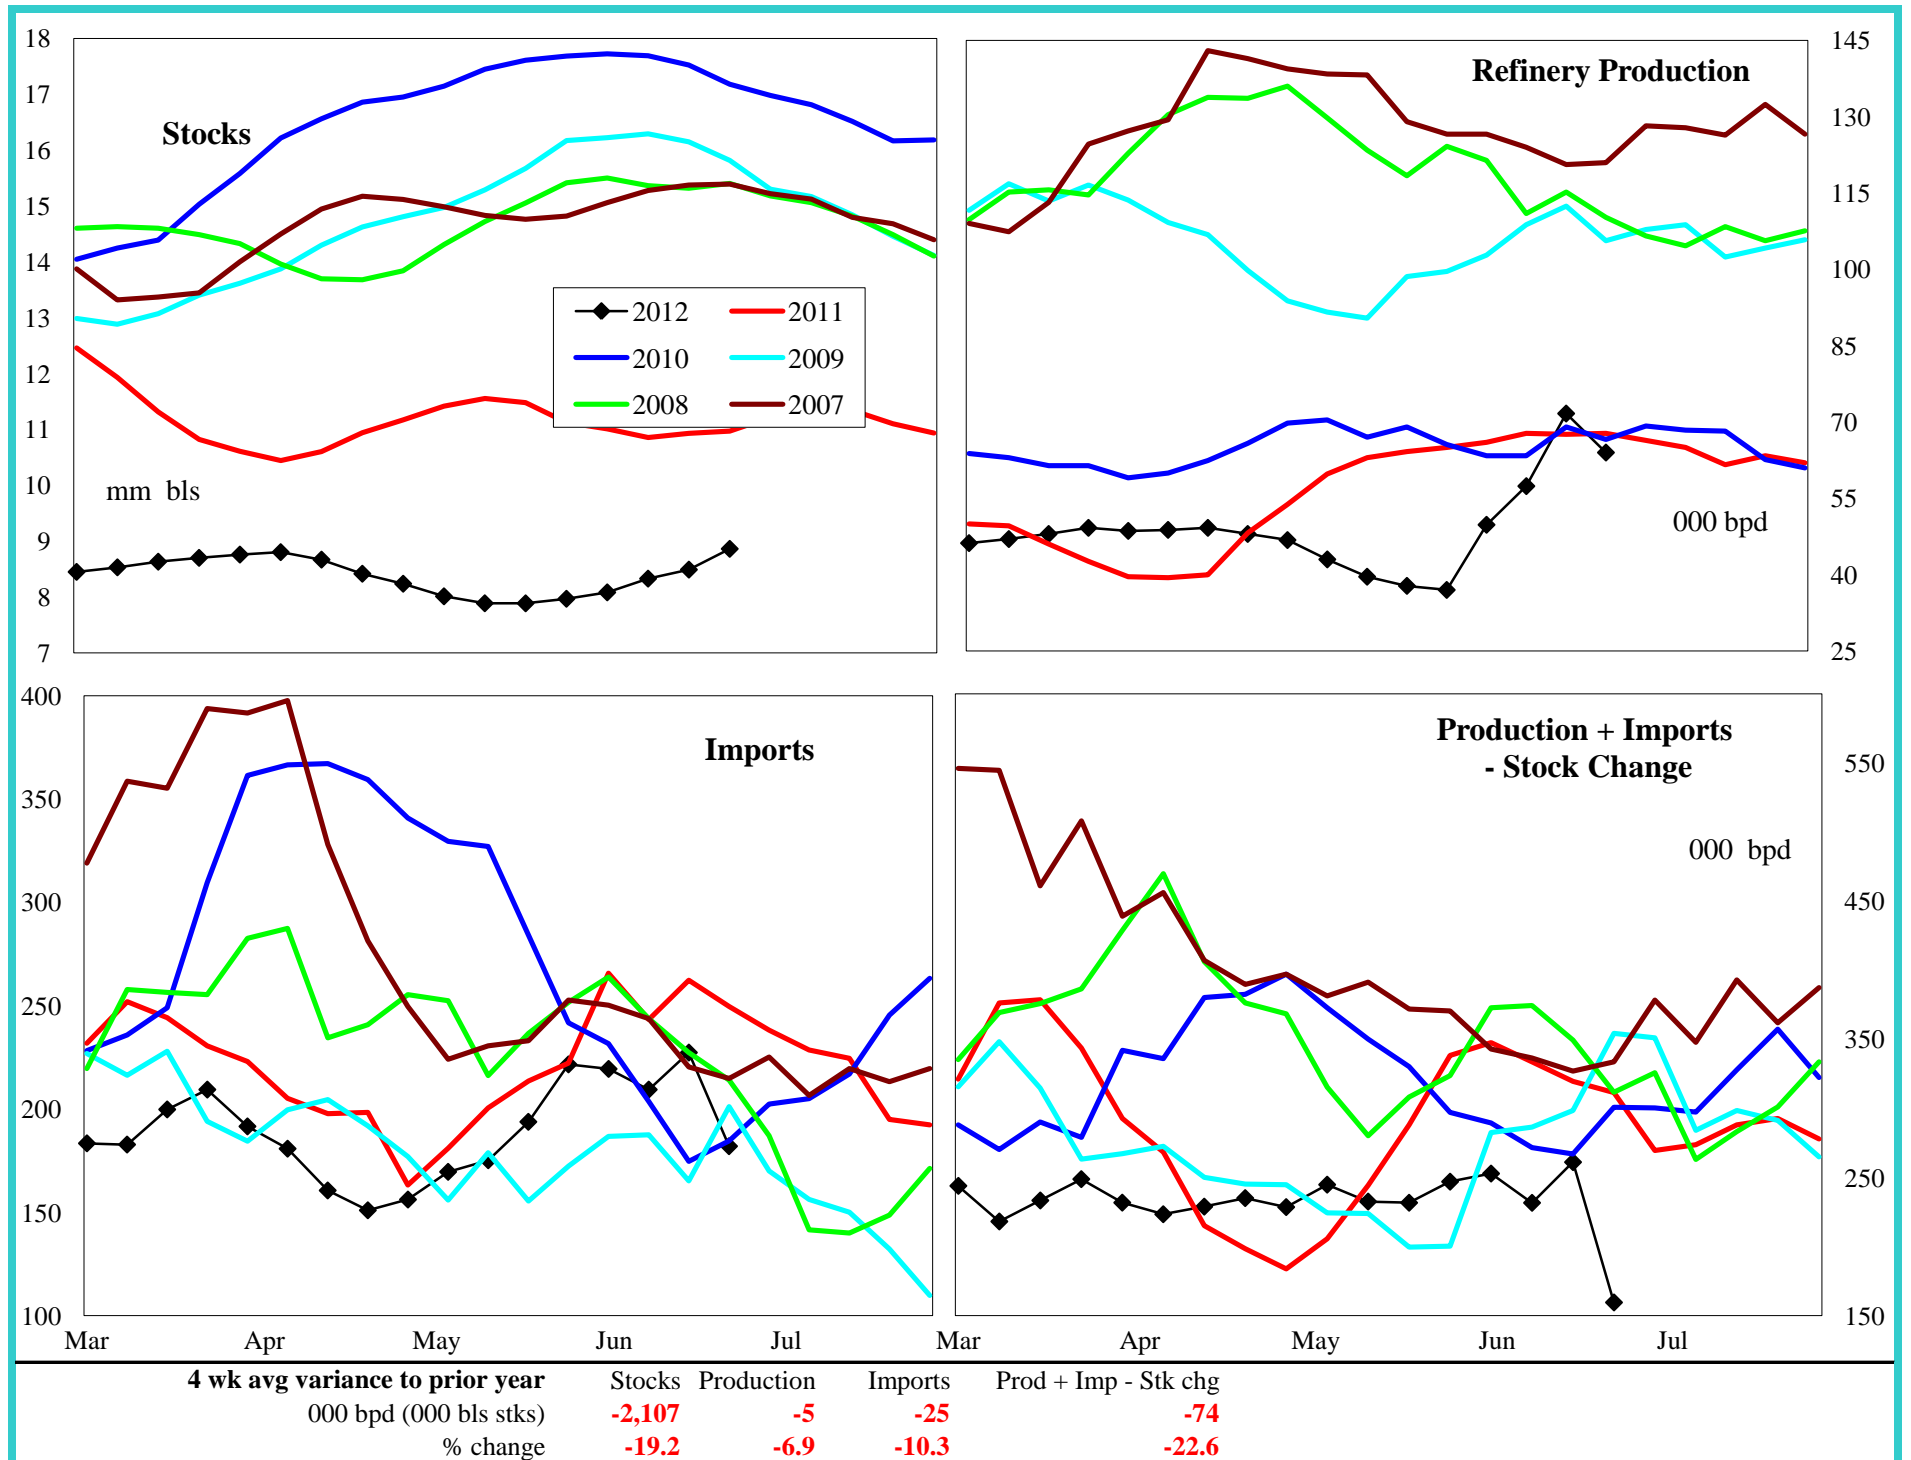 18
17
16
15
14
13
12
11
10
9
8
7
Stocks
mm bls
2012 2011
2010 2009
2008 2007
Refinery Production
000 bpd
145
130
115
100
85
70
55
40
25
400
350
300
250
200
150
100
Imports
Mar Apr May Jun Jul
Production + Imports
- Stock Change
000 bpd
550
450
350
250
150
Mar Apr May Jun Jul
4 wk avg variance to prior year Stocks Production Imports Prod + Imp - Stk chg
000 bpd (000 bls stks) -2,107 -5 -25 -74
% change -19.2 -6.9 -10.3 -22.6